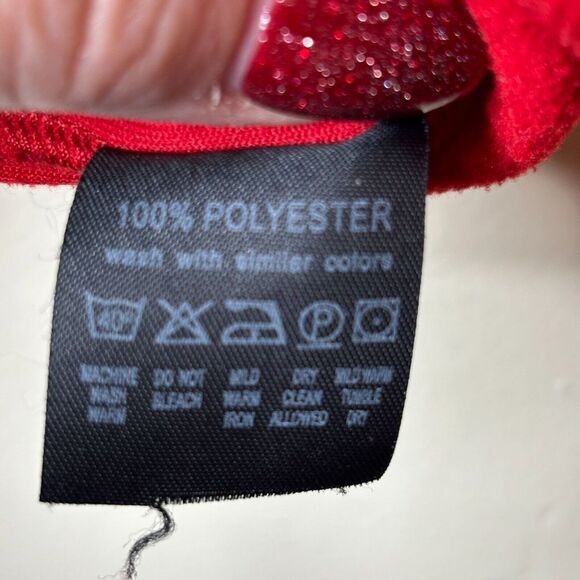 100% POLYESTER
wash with similar colors
40° P
MACHINE DO NOT MILD DRY MILD WARM
WASH BLEACH WARM CLEAN TUMBLE
WARM IRON ALLOWED DRY